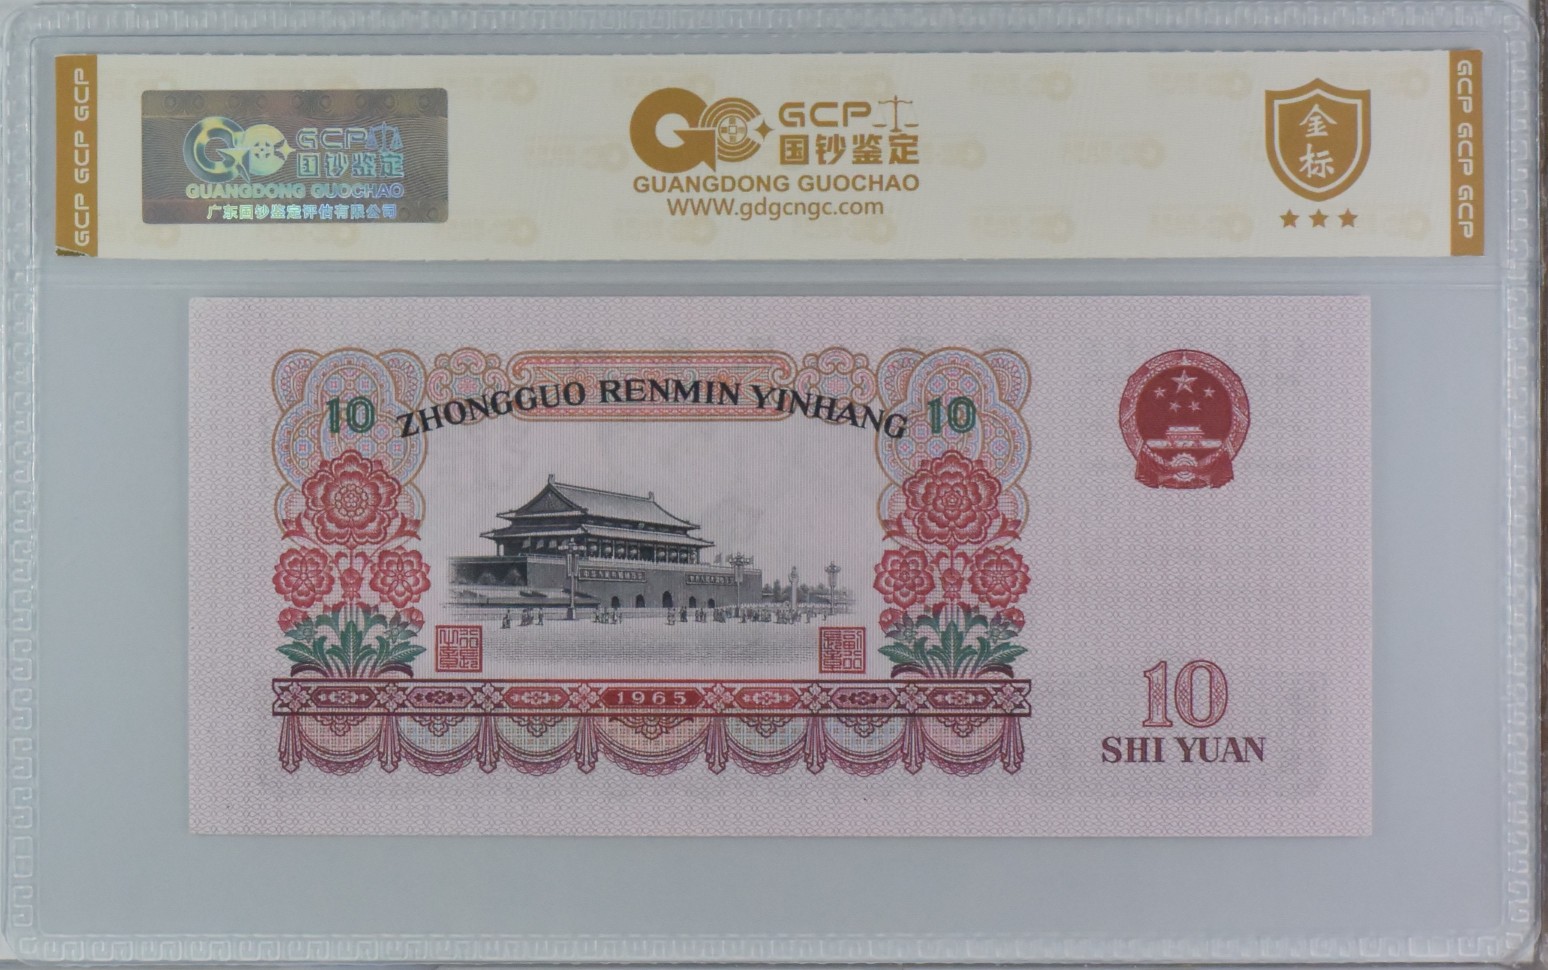 GCP GCP GCP
GCP 国钞鉴定
GUANGDONG GUOCHAO
广东国钞鉴定评估有限公司
GCP
国钞鉴定
GUANGDONG GUOCHAO
www.gdgcngc.com
金标
GCP GCP GCP
10 ZHONGGUO RENMIN YINHANG 10
1965
10
SHI YUAN